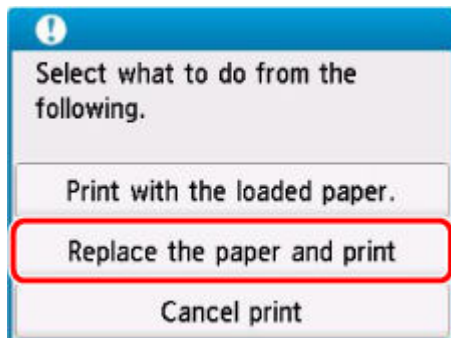 Select what to do from the
following.
Print with the loaded paper.
Replace the paper and print
Cancel print